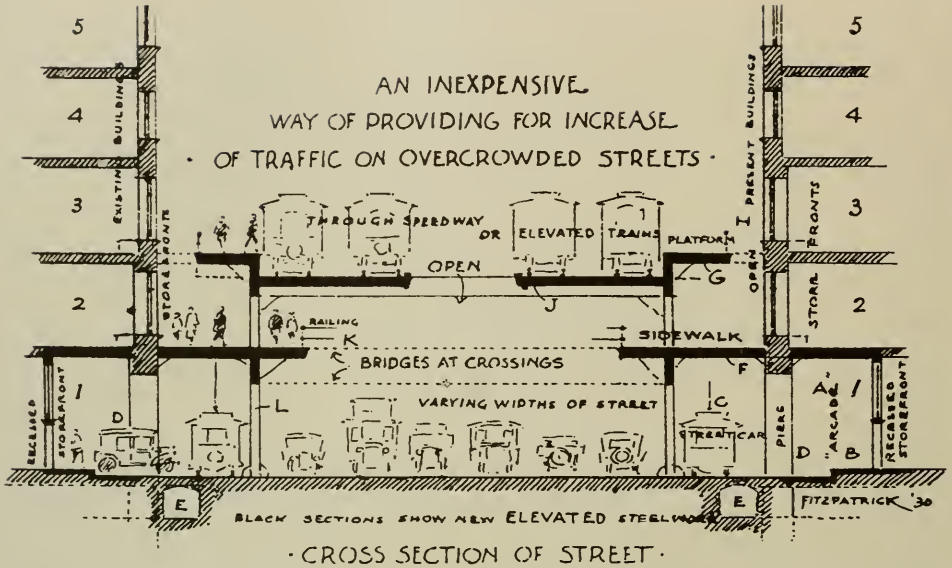 5
5
AN INEXPENSIVE
WAY OF PROVIDING FOR INCREASE
· OF TRAFFIC ON OVERCROWDED STREETS ·
EXISTING BUILDINGS
PRESENT BUILDINGS
4
4
3
3
I
THROUGH SPEEDWAY
OR ELEVATED TRAINS
PLATFORM
OPEN
G
J
OPEN
STORE FRONTS
STORE FRONTS
2
2
RAILING
K
SIDEWALK
F
BRIDGES AT CROSSINGS
L
VARYING WIDTHS OF STREET
C
STREET CAR
RECESSED
STOREFRONT
1
D
PIERS
D
A
"ARCADE"
B
1
RECESSED
STOREFRONT
E
E
FITZPATRICK '30
BLACK SECTIONS SHOW NEW ELEVATED STEELWORK
· CROSS SECTION OF STREET ·